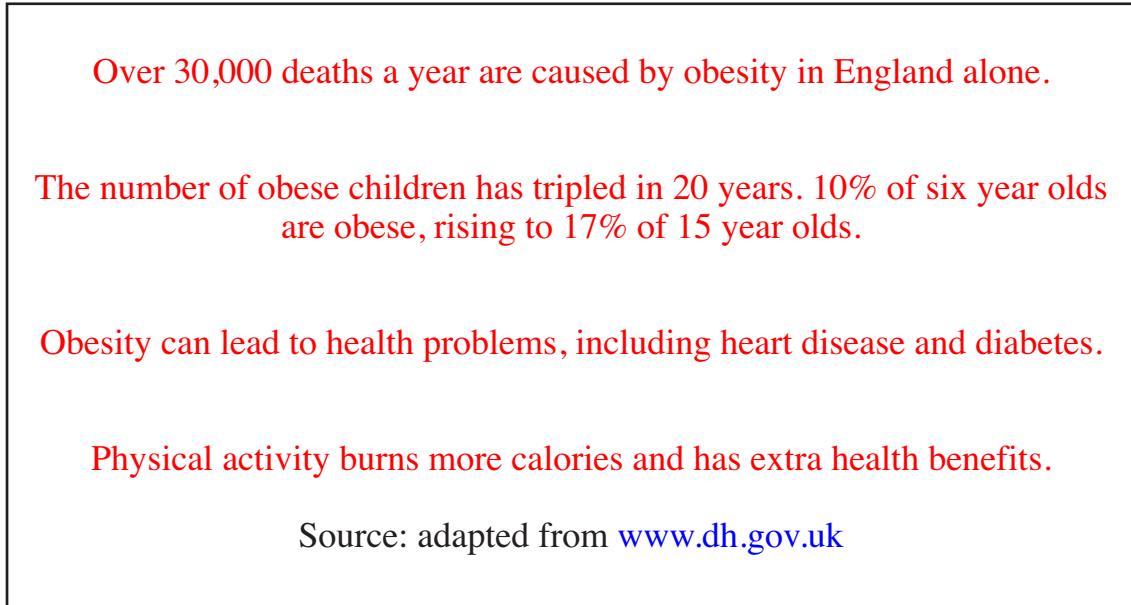 Over 30,000 deaths a year are caused by obesity in England alone.
The number of obese children has tripled in 20 years. 10% of six year olds
are obese, rising to 17% of 15 year olds.
Obesity can lead to health problems, including heart disease and diabetes.
Physical activity burns more calories and has extra health benefits.
Source: adapted from www.dh.gov.uk